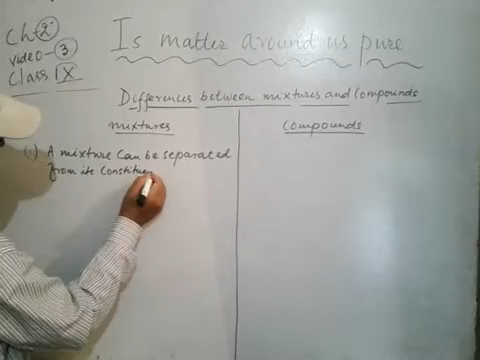 Ch-2
video-3
Class IX
Is matter around us pure
Differences between mixtures and Compounds
mixtures
Compounds
(1.) A mixture can be separated
from its Constituen